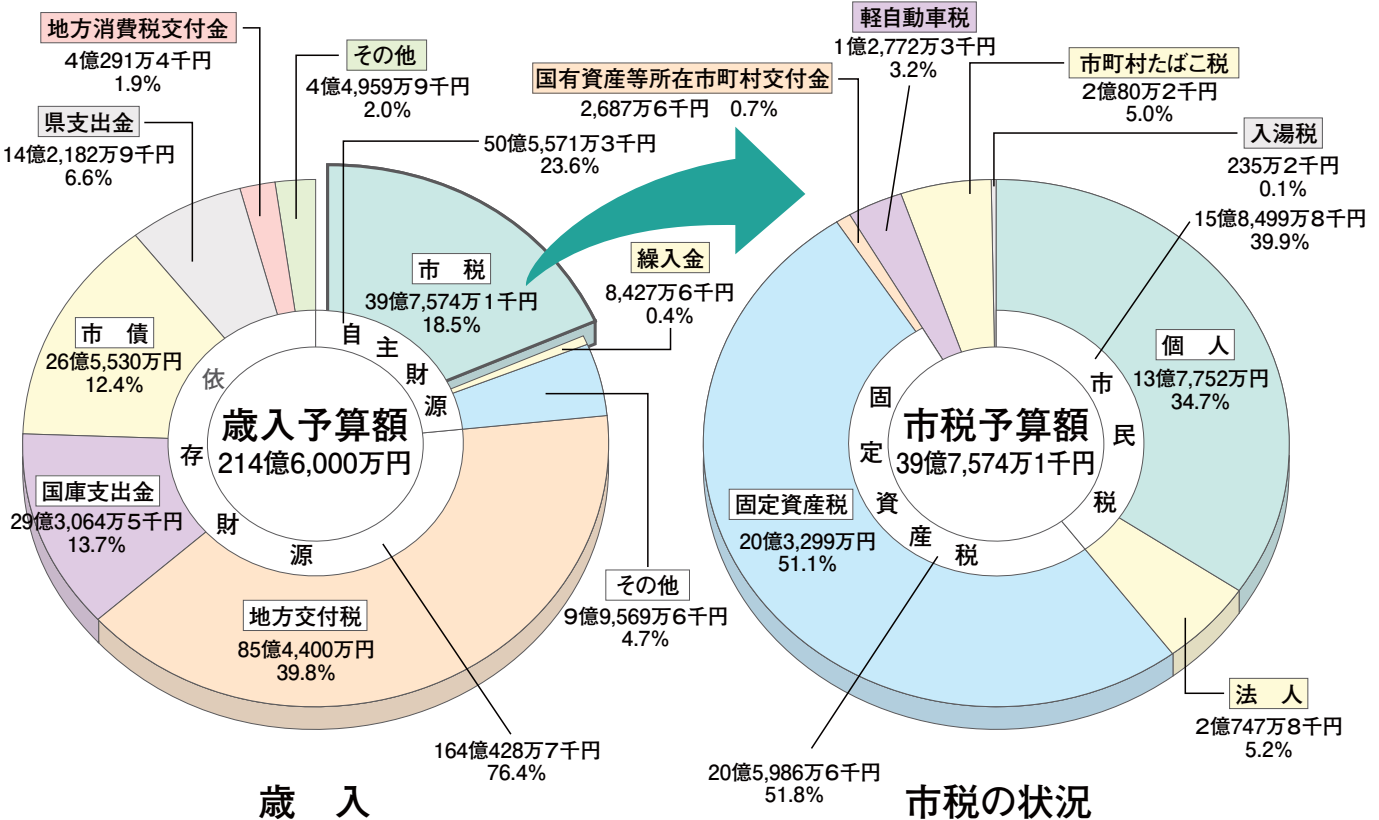 地方消費税交付金
4億291万4千円
1.9%
その他
4億4,959万9千円
2.0%
県支出金
14億2,182万9千円
6.6%
50億5,571万3千円
23.6%
市　税
39億7,574万1千円
18.5%
繰入金
8,427万6千円
0.4%
市　債
26億5,530万円
12.4%
自主財源
依存財源
歳入予算額
214億6,000万円
国庫支出金
29億3,064万5千円
13.7%
その他
9億9,569万6千円
4.7%
地方交付税
85億4,400万円
39.8%
164億428万7千円
76.4%
歳　入
軽自動車税
1億2,772万3千円
3.2%
国有資産等所在市町村交付金
2,687万6千円　0.7%
市町村たばこ税
2億80万2千円
5.0%
入湯税
235万2千円
0.1%
15億8,499万8千円
39.9%
個　人
13億7,752万円
34.7%
市民税
固定資産税
市税予算額
39億7,574万1千円
固定資産税
20億3,299万円
51.1%
法　人
2億747万8千円
5.2%
20億5,986万6千円
51.8%
市税の状況